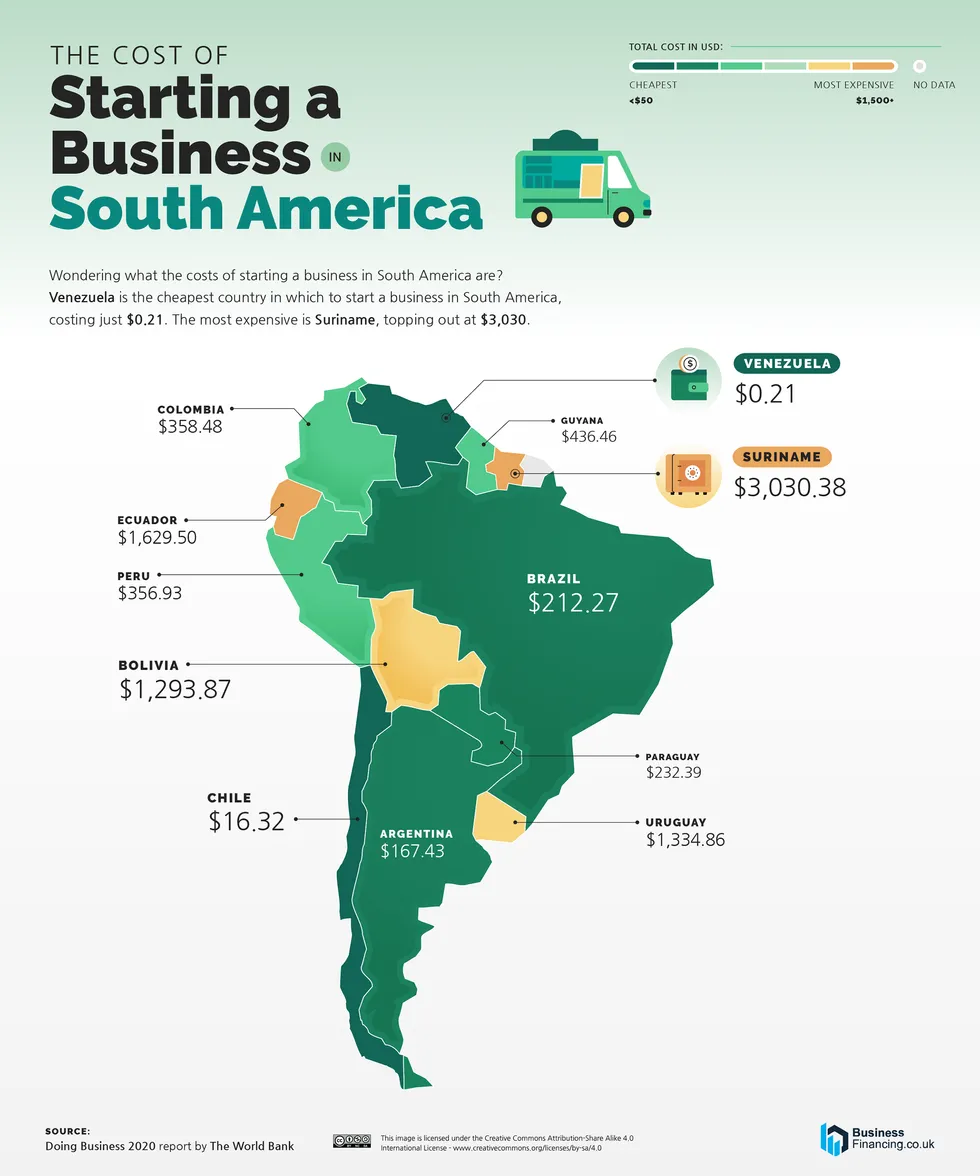 THE COST OF
Starting a
Business IN
South America
TOTAL COST IN USD:
CHEAPEST
<$50
MOST EXPENSIVE
$1,500+
NO DATA
Wondering what the costs of starting a business in South America are?
Venezuela is the cheapest country in which to start a business in South America,
costing just $0.21. The most expensive is Suriname, topping out at $3,030.
$
VENEZUELA
$0.21
COLOMBIA
$358.48
GUYANA
$436.46
SURINAME
$3,030.38
ECUADOR
$1,629.50
PERU
$356.93
BRAZIL
$212.27
BOLIVIA
$1,293.87
PARAGUAY
$232.39
CHILE
$16.32
ARGENTINA
$167.43
URUGUAY
$1,334.86
SOURCE:
Doing Business 2020 report by The World Bank
This image is licensed under the Creative Commons Attribution-Share Alike 4.0
International License - www.creativecommons.org/licenses/by-sa/4.0
Business
Financing.co.uk